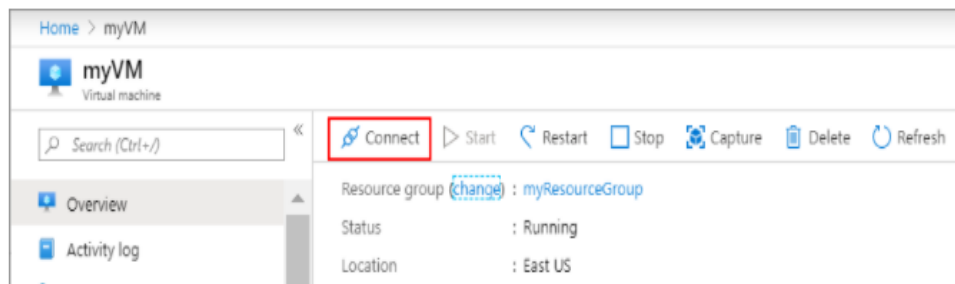 Home > myVM
myVM
Virtual machine
Search (Ctrl+/)
«
Connect Start Restart Stop Capture Delete Refresh
Resource group (change) : myResourceGroup
Overview
Status : Running
Activity log
Location : East US